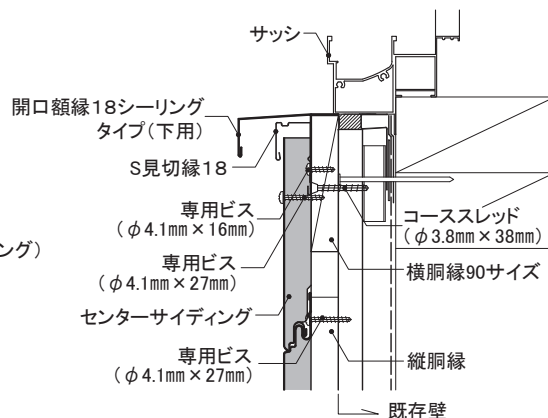 サッシ
開口額縁18シーリング
タイプ(下用)
S見切縁18
専用ビス
(φ4.1mm×16mm)
専用ビス
(φ4.1mm×27mm)
センターサイディング
専用ビス
(φ4.1mm×27mm)
コーススレッド
(φ3.8mm×38mm)
横胴縁90サイズ
縦胴縁
既存壁
ング)